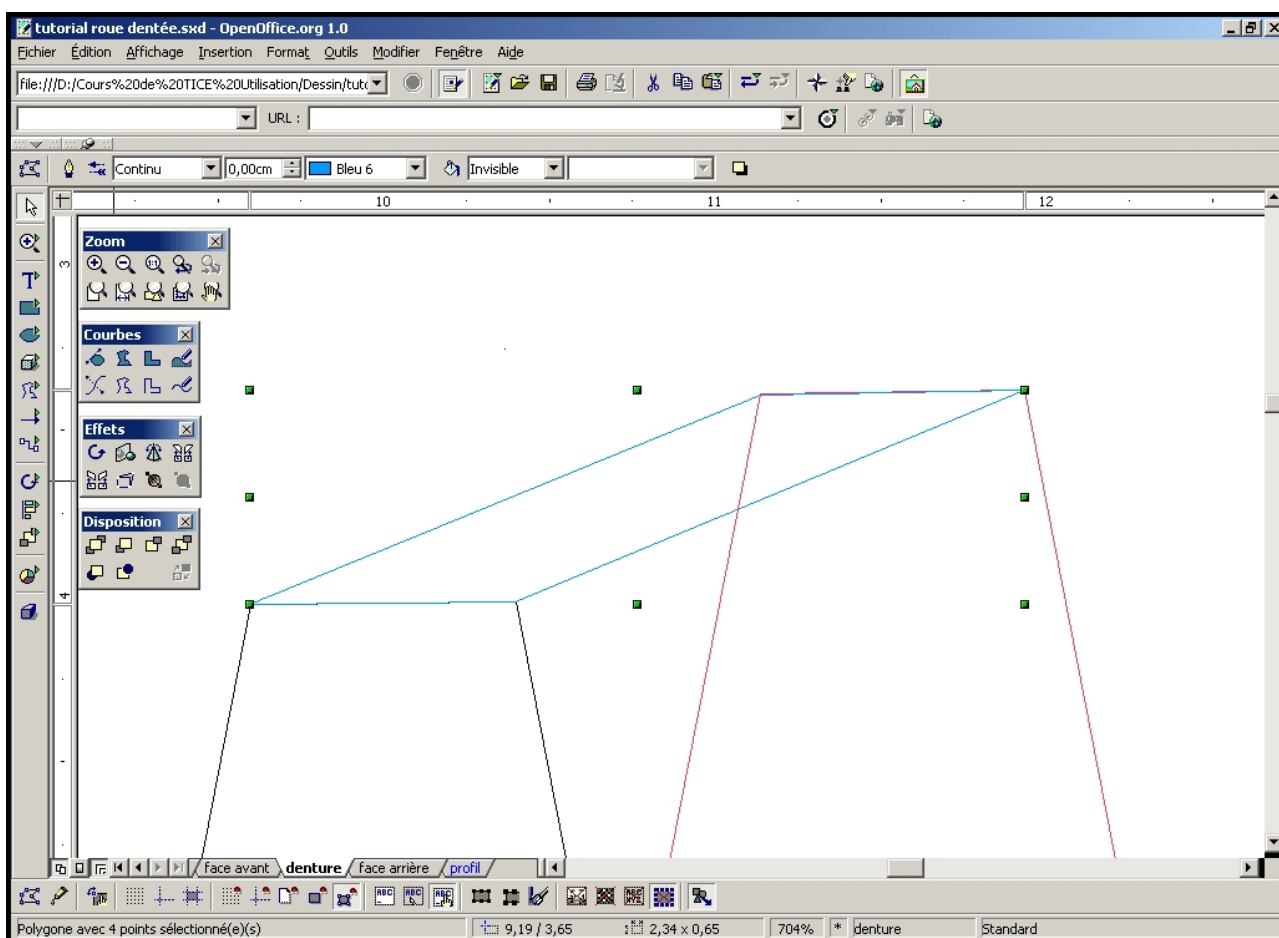 tutorial roue dentée.sxd - OpenOffice.org 1.0
Fichier Édition Affichage Insertion Format Outils Modifier Fenêtre Aide
file:///D:/Cours%20de%20TICE%20Utilisation/Dessin/tuto
URL :
Continu 0,00cm Bleu 6 Invisible
10 11 12
Zoom
3
Courbes
Effets
Disposition
4
face avant denture face arrière profil
Polygone avec 4 points sélectionné(e)(s) 9,19 / 3,65 2,34 x 0,65 704% * denture Standard